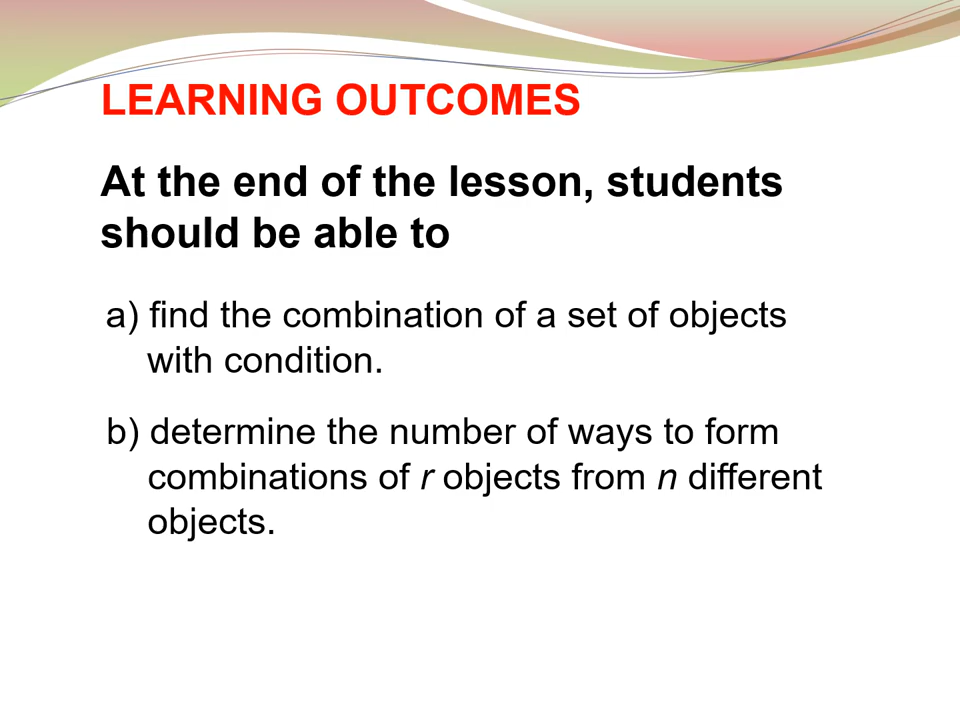 LEARNING OUTCOMES
At the end of the lesson, students
should be able to
a) find the combination of a set of objects
with condition.
b) determine the number of ways to form
combinations of r objects from n different
objects.